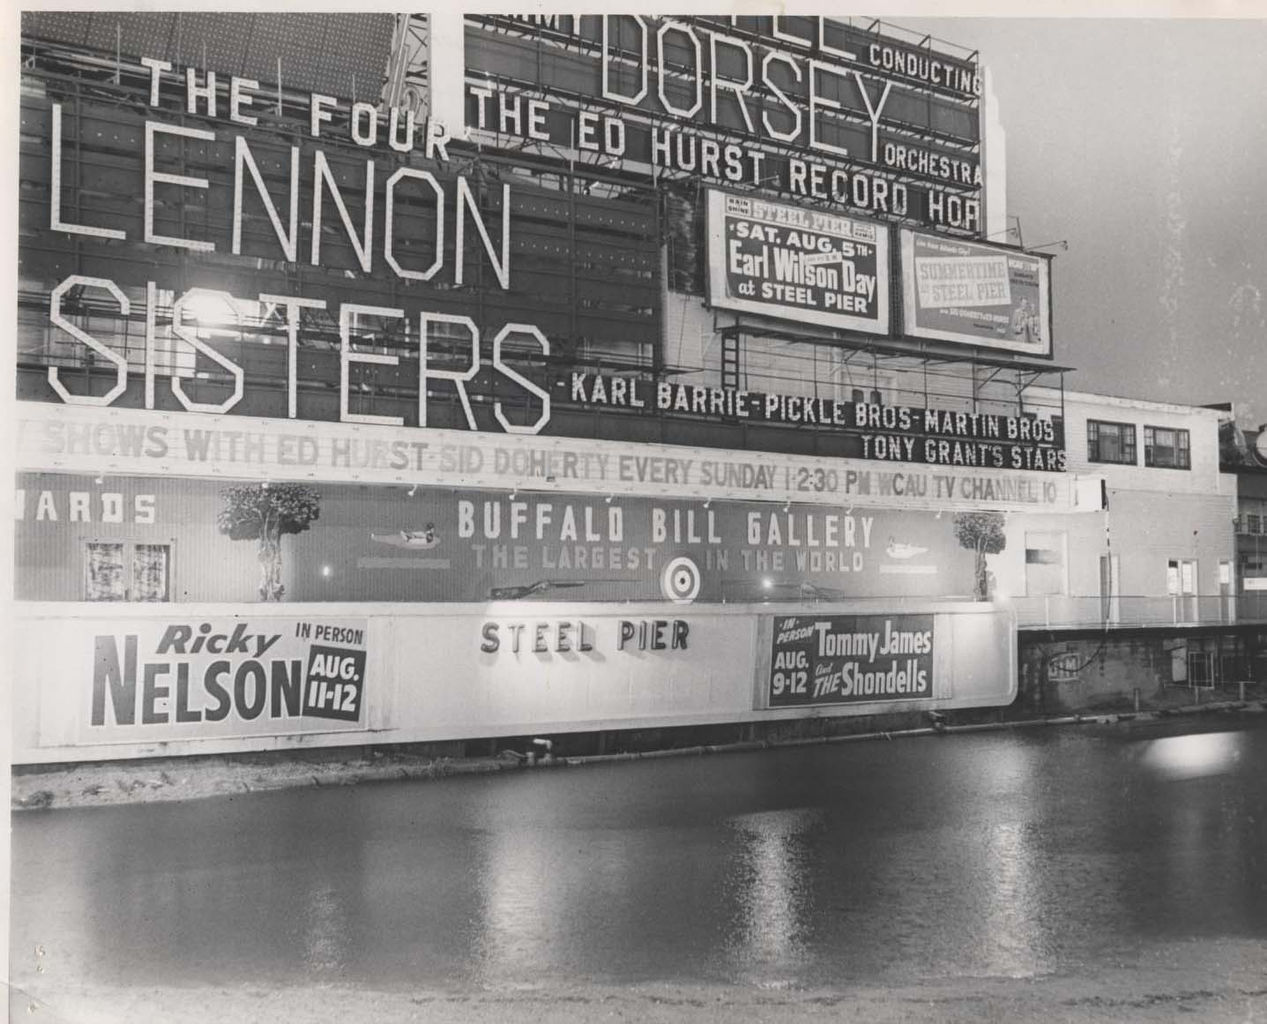 DORSEY
CONDUCTING
ORCHESTRA
THE ED HURST RECORD HOP
THE FOUR
LENNON
SISTERS
RAIN
SHINE
STEEL PIER
SAT. AUG. 5TH
Earl Wilson Day
at STEEL PIER
SUMMERTIME
STEEL PIER
-KARL BARRIE-PICKLE BROS-MARTIN BROS
TONY GRANT'S STARS
SHOWS WITH ED HURST-SID DOHERTY EVERY SUNDAY 1-2:30 PM WCAU TV CHANNEL 10
ARDS
BUFFALO BILL GALLERY
THE LARGEST IN THE WORLD
Ricky
NELSON
IN PERSON
AUG.
11-12
STEEL PIER
-IN-
PERSON
AUG.
9-12
Tommy James
and
THE Shondells